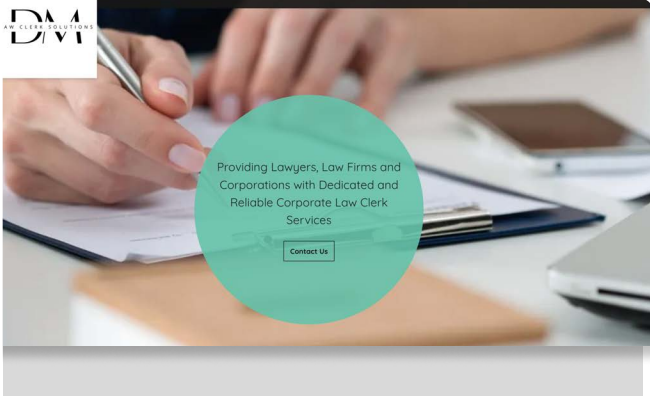 DM
AW CLERK SOLUTIONS
Providing Lawyers, Law Firms and
Corporations with Dedicated and
Reliable Corporate Law Clerk
Services
Contact Us